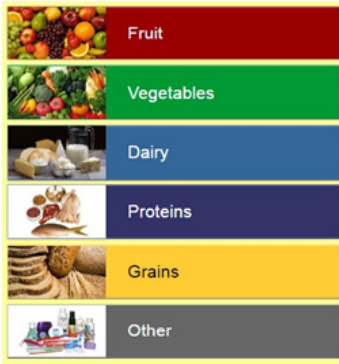 Fruit
Vegetables
Dairy
Proteins
Grains
Other